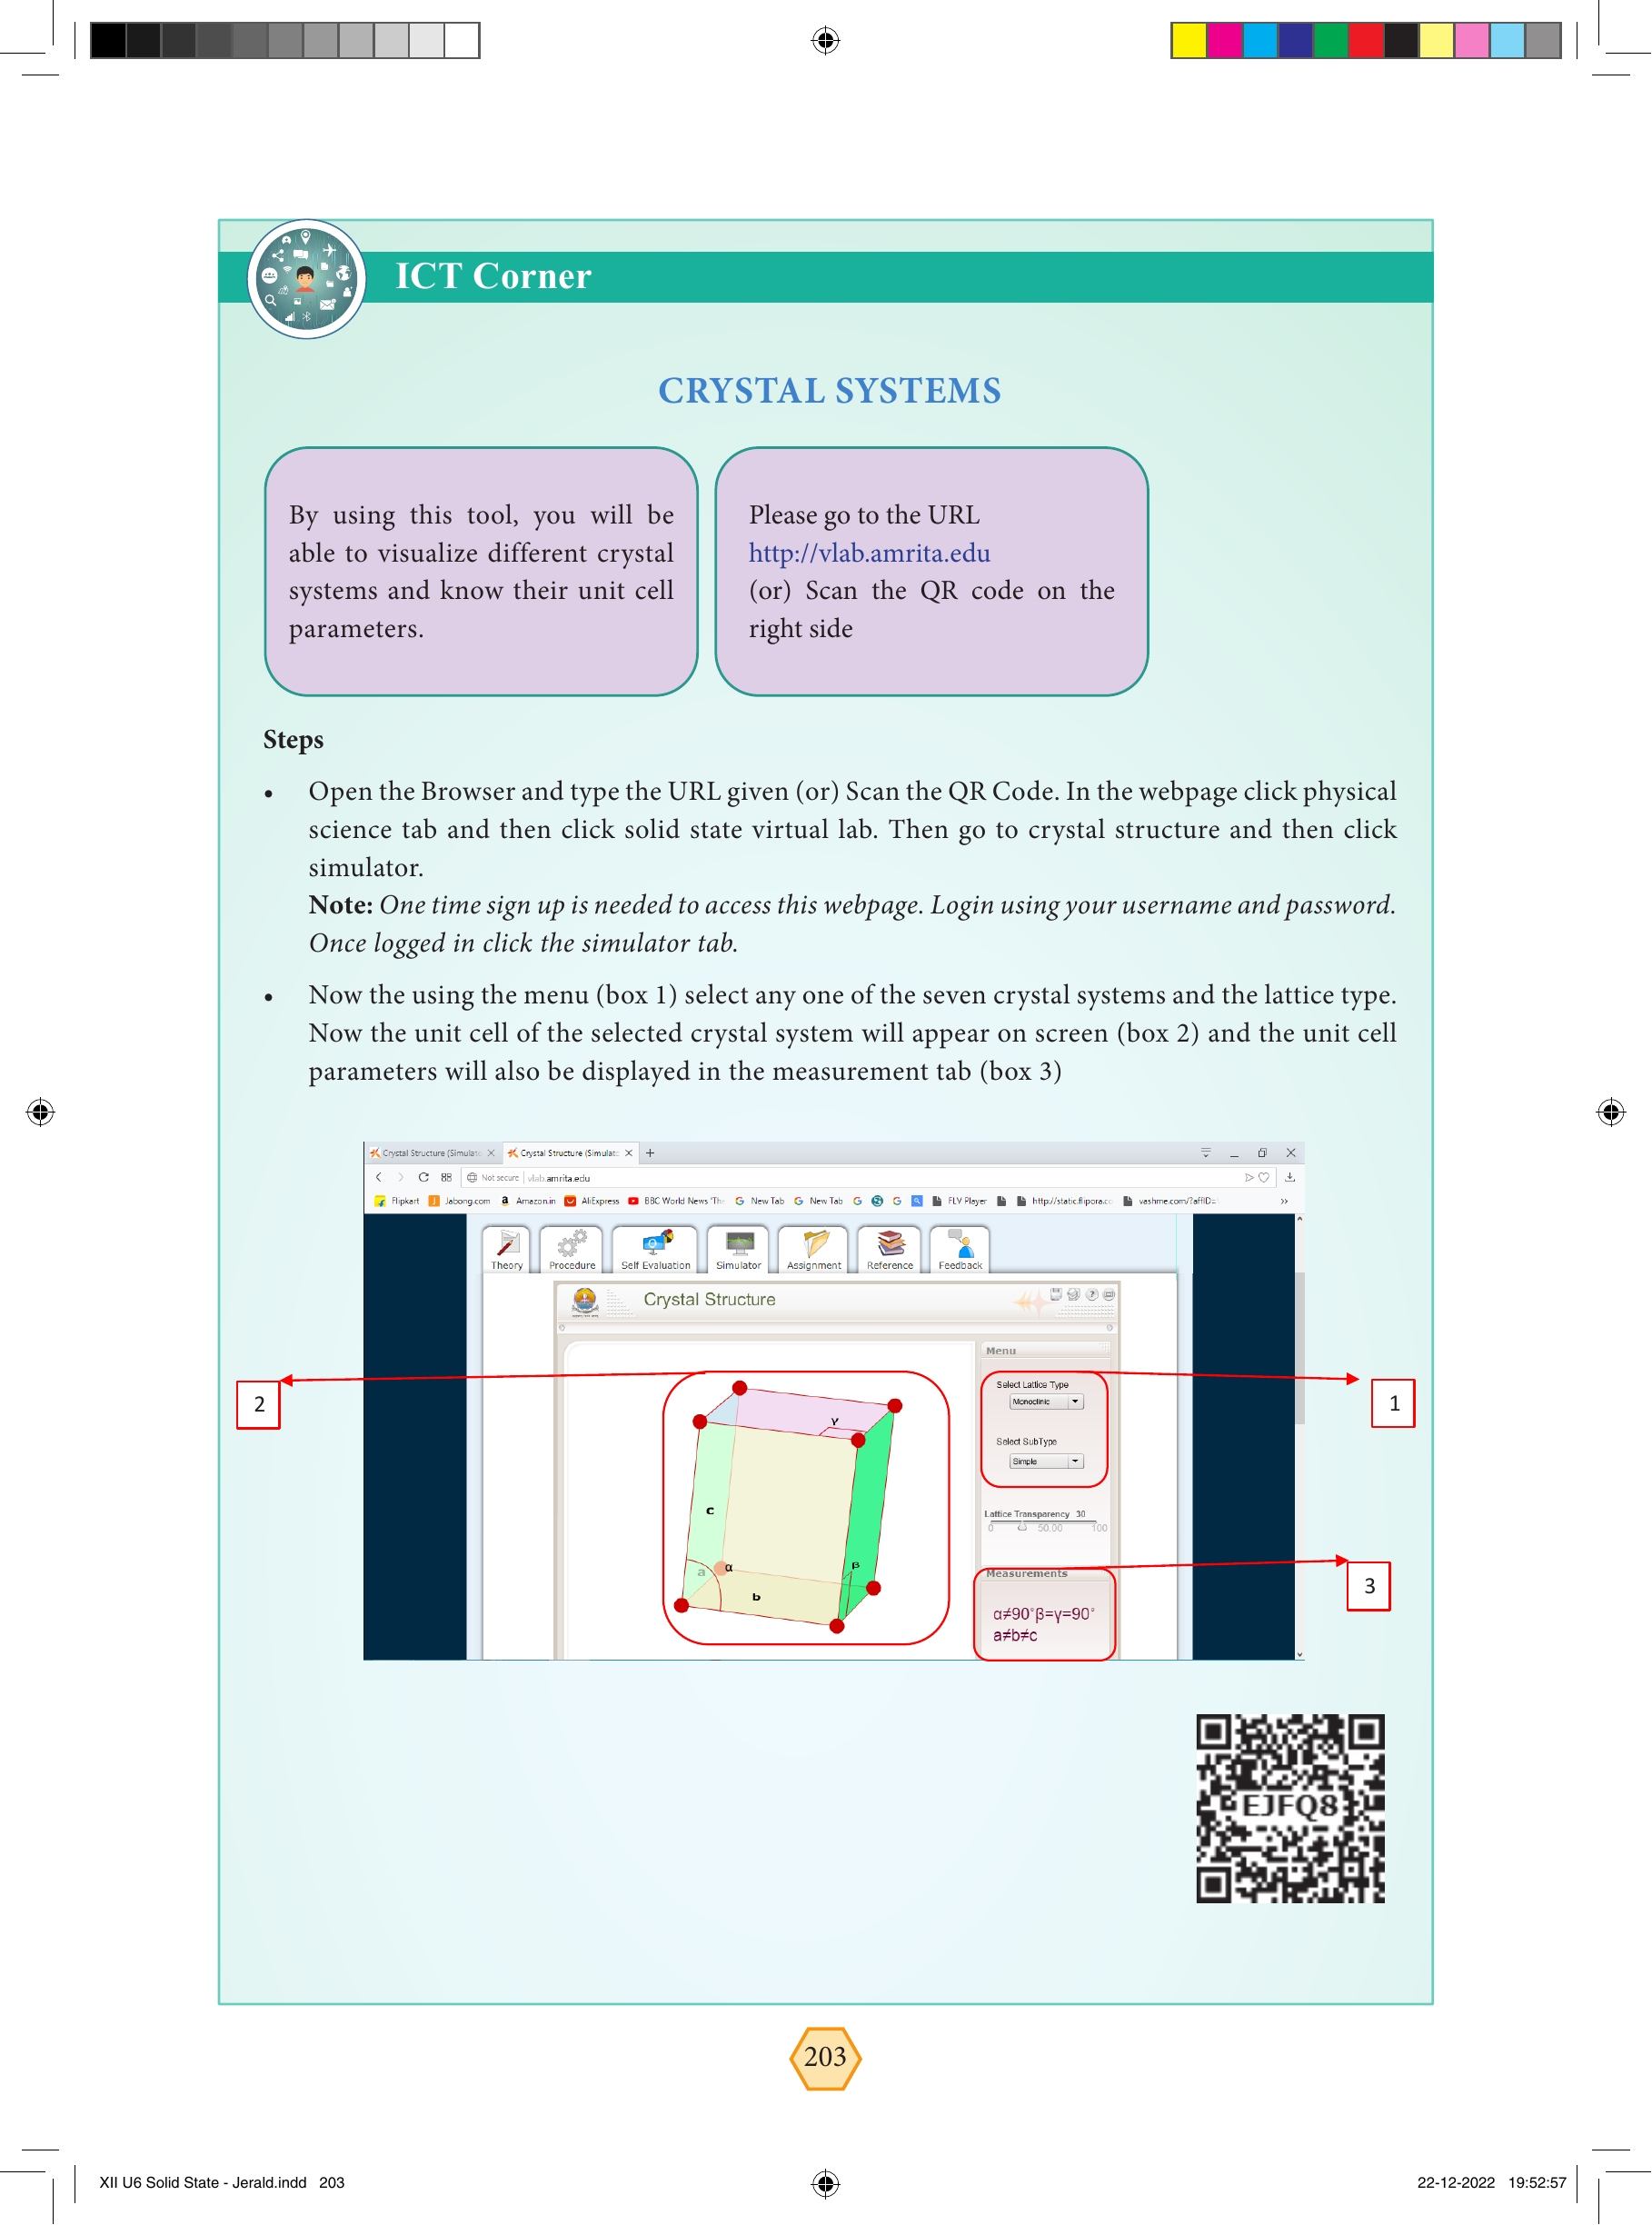 ICT Corner
CRYSTAL SYSTEMS
By using this tool, you will be
able to visualize different crystal
systems and know their unit cell
parameters.
Please go to the URL
http://vlab.amrita.edu
(or) Scan the QR code on the
right side
Steps
• Open the Browser and type the URL given (or) Scan the QR Code. In the webpage click physical
science tab and then click solid state virtual lab. Then go to crystal structure and then click
simulator.
Note: One time sign up is needed to access this webpage. Login using your username and password.
Once logged in click the simulator tab.
• Now the using the menu (box 1) select any one of the seven crystal systems and the lattice type.
Now the unit cell of the selected crystal system will appear on screen (box 2) and the unit cell
parameters will also be displayed in the measurement tab (box 3)
Crystal Structure (Simulato Crystal Structure (Simulato
Not secure vlab.amrita.edu
Flipkart Jabong.com Amazon.in AliExpress BBC World News 'The New Tab New Tab FLV Player http://static.flipora.co vashme.com/?affID=
Theory Procedure Self Evaluation Simulator Assignment Reference Feedback
Crystal Structure
Menu
Select Lattice Type
Monoclinic
Select SubType
Simple
Lattice Transparency 30
0 50.00 100
Measurements
α≠90˚β=γ=90˚
a≠b≠c
γ
c
a α
β
b
2
1
3
EJFQ8
203
XII U6 Solid State - Jerald.indd 203
22-12-2022 19:52:57